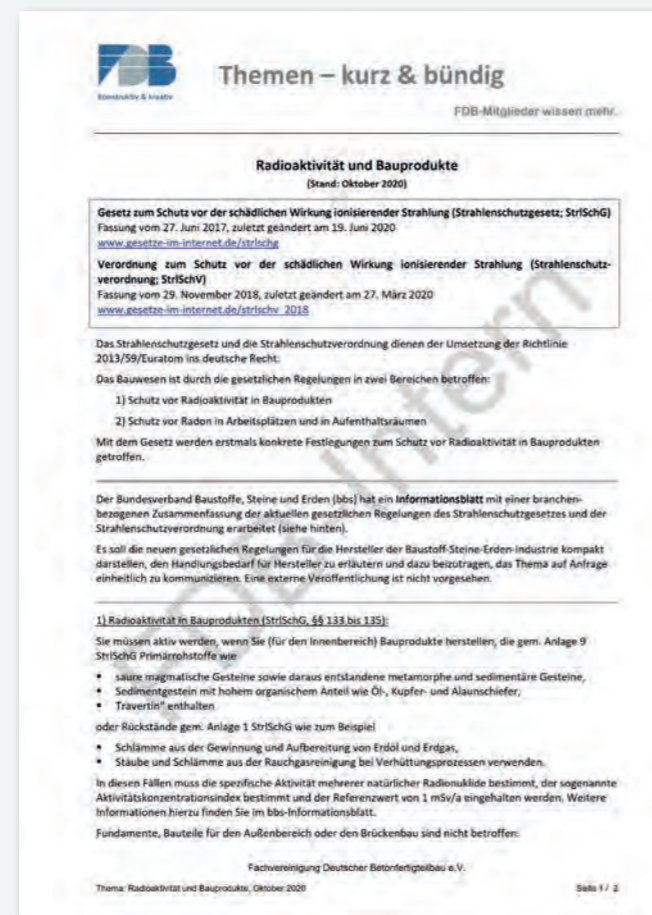 FDB
konstruktiv & kreativ
Themen – kurz & bündig
FDB-Mitglieder wissen mehr.
Radioaktivität und Bauprodukte
(Stand: Oktober 2020)
Gesetz zum Schutz vor der schädlichen Wirkung ionisierender Strahlung (Strahlenschutzgesetz; StrlSchG)
Fassung vom 27. Juni 2017, zuletzt geändert am 19. Juni 2020
www.gesetze-im-internet.de/strlschg
Verordnung zum Schutz vor der schädlichen Wirkung ionisierender Strahlung (Strahlenschutz-
verordnung; StrlSchV)
Fassung vom 29. November 2018, zuletzt geändert am 27. März 2020
www.gesetze-im-internet.de/strlschv_2018
Das Strahlenschutzgesetz und die Strahlenschutzverordnung dienen der Umsetzung der Richtlinie
2013/59/Euratom ins deutsche Recht.
Das Bauwesen ist durch die gesetzlichen Regelungen in zwei Bereichen betroffen:
1) Schutz vor Radioaktivität in Bauprodukten
2) Schutz vor Radon in Arbeitsplätzen und in Aufenthaltsräumen
Mit dem Gesetz werden erstmals konkrete Festlegungen zum Schutz vor Radioaktivität in Bauprodukten
getroffen.
Der Bundesverband Baustoffe, Steine und Erden (bbs) hat ein Informationsblatt mit einer branchen-
bezogenen Zusammenfassung der aktuellen gesetzlichen Regelungen des Strahlenschutzgesetzes und der
Strahlenschutzverordnung erarbeitet (siehe hinten).
Es soll die neuen gesetzlichen Regelungen für die Hersteller der Baustoff-Steine-Erden-Industrie kompakt
darstellen, den Handlungsbedarf für Hersteller zu erläutern und dazu beizutragen, das Thema auf Anfrage
einheitlich zu kommunizieren. Eine externe Veröffentlichung ist nicht vorgesehen.
1) Radioaktivität in Bauprodukten (StrlSchG, §§ 133 bis 135):
Sie müssen aktiv werden, wenn Sie (für den Innenbereich) Bauprodukte herstellen, die gem. Anlage 9
StrlSchG Primärrohstoffe wie
▪ saure magmatische Gesteine sowie daraus entstandene metamorphe und sedimentäre Gesteine,
▪ Sedimentgestein mit hohem organischem Anteil wie Öl-, Kupfer- und Alaunschiefer,
▪ Travertin" enthalten
oder Rückstände gem. Anlage 1 StrlSchG wie zum Beispiel
▪ Schlämme aus der Gewinnung und Aufbereitung von Erdöl und Erdgas,
▪ Stäube und Schlämme aus der Rauchgasreinigung bei Verhüttungsprozessen verwenden.
In diesen Fällen muss die spezifische Aktivität mehrerer natürlicher Radionuklide bestimmt, der sogenannte
Aktivitätskonzentrationsindex bestimmt und der Referenzwert von 1 mSv/a eingehalten werden. Weitere
Informationen hierzu finden Sie im bbs-Informationsblatt.
Fundamente, Bauteile für den Außenbereich oder den Brückenbau sind nicht betroffen.
Fachvereinigung Deutscher Betonfertigteilbau e.V.
Thema: Radioaktivität und Bauprodukte, Oktober 2020
Seite 1 / 2
FDB Intern